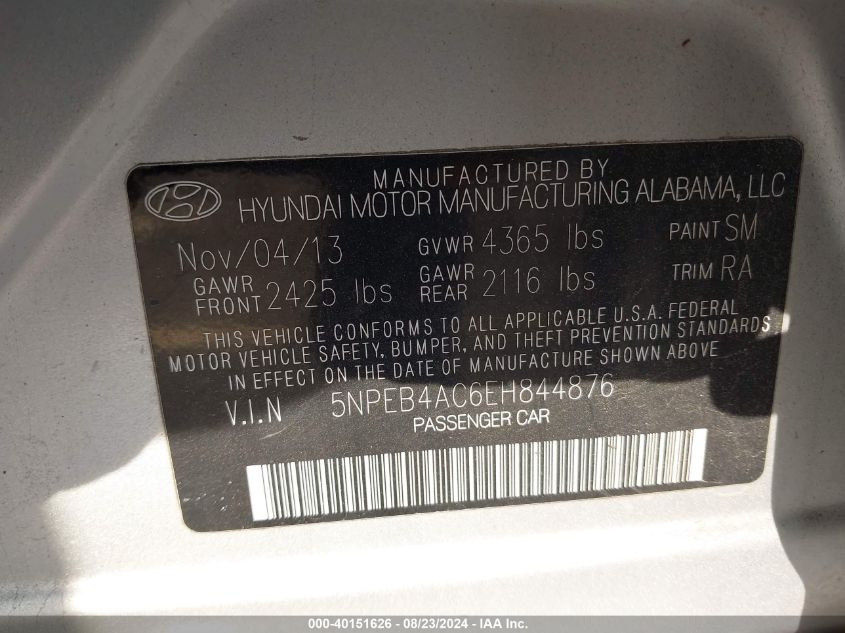 MANUFACTURED BY
HYUNDAI MOTOR MANUFACTURING ALABAMA, LLC
Nov/04/13 GVWR 4365 lbs PAINT SM
GAWR FRONT 2425 lbs GAWR REAR 2116 lbs TRIM RA
THIS VEHICLE CONFORMS TO ALL APPLICABLE U.S.A. FEDERAL
MOTOR VEHICLE SAFETY, BUMPER, AND THEFT PREVENTION STANDARDS
IN EFFECT ON THE DATE OF MANUFACTURE SHOWN ABOVE
V.I.N 5NPEB4AC6EH844876
PASSENGER CAR
000-40151626 - 08/23/2024 - IAA Inc.